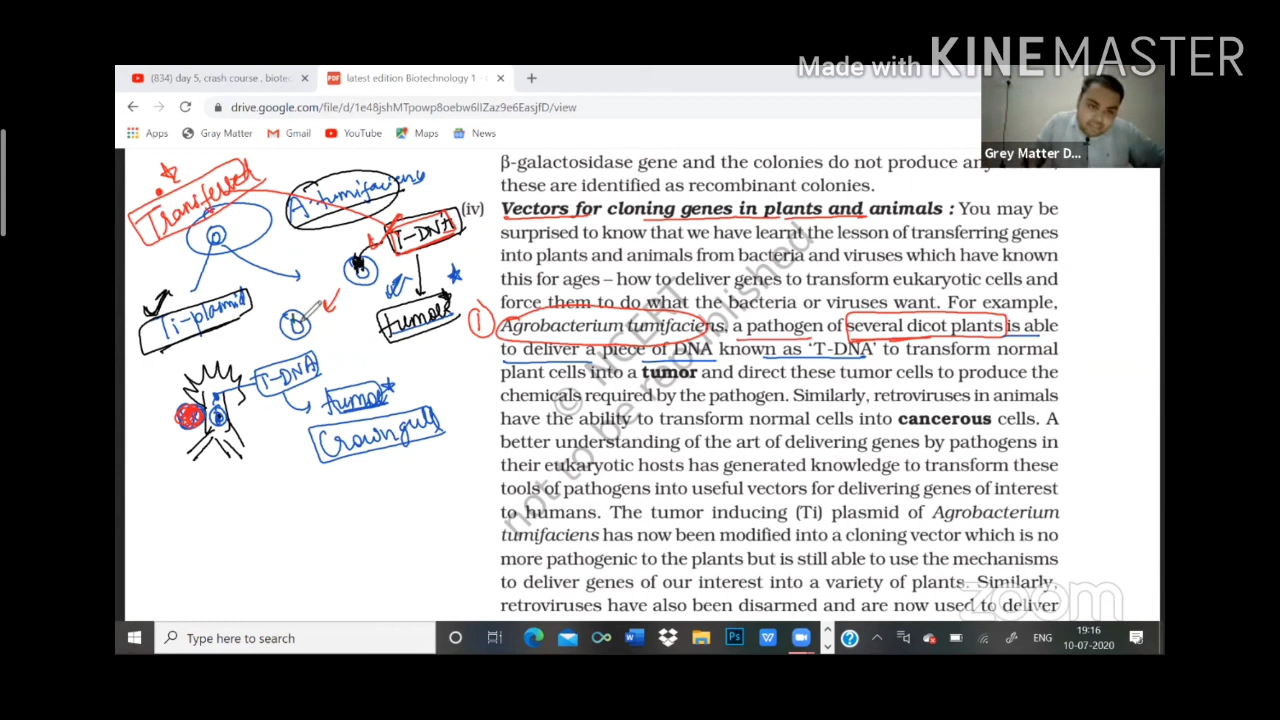 Made with KINEMASTER
(834) day 5, crash course , biotec
latest edition Biotechnology 1 -
drive.google.com/file/d/1e48jshMTpowp8oebw6lIZaz9e6EasjfD/view
Apps Gray Matter Gmail YouTube Maps News
Grey Matter D...
β-galactosidase gene and the colonies do not produce any
these are identified as recombinant colonies.
(iv) Vectors for cloning genes in plants and animals : You may be
surprised to know that we have learnt the lesson of transferring genes
into plants and animals from bacteria and viruses which have known
this for ages – how to deliver genes to transform eukaryotic cells and
force them to do what the bacteria or viruses want. For example,
Agrobacterium tumifaciens, a pathogen of several dicot plants is able
to deliver a piece of DNA known as 'T-DNA' to transform normal
plant cells into a tumor and direct these tumor cells to produce the
chemicals required by the pathogen. Similarly, retroviruses in animals
have the ability to transform normal cells into cancerous cells. A
better understanding of the art of delivering genes by pathogens in
their eukaryotic hosts has generated knowledge to transform these
tools of pathogens into useful vectors for delivering genes of interest
to humans. The tumor inducing (Ti) plasmid of Agrobacterium
tumifaciens has now been modified into a cloning vector which is no
more pathogenic to the plants but is still able to use the mechanisms
to deliver genes of our interest into a variety of plants. Similarly,
retroviruses have also been disarmed and are now used to deliver
© NCERT
not to be republished
Transferred
A.tumifaciens
T-DNA
Ti-plasmid
tumor
1
T-DNA
tumor
Crowngull
zoom
Type here to search
ENG
19:16
10-07-2020